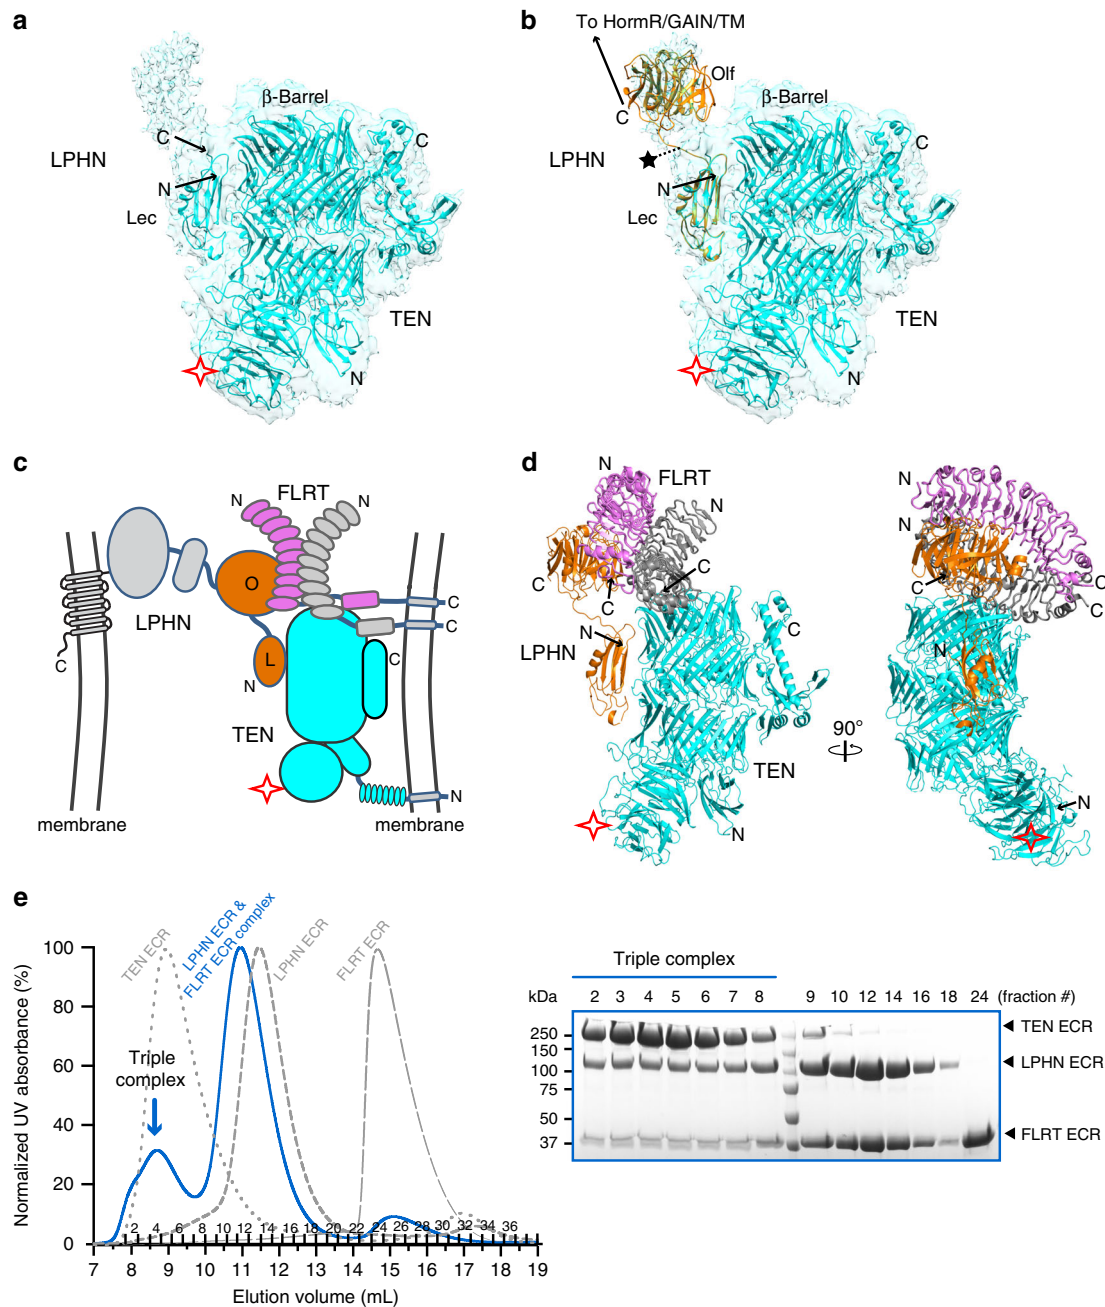 a
LPHN
β-Barrel
C
C
N
Lec
TEN
N
b
To HormR/GAIN/TM
Olf
β-Barrel
C
C
LPHN
N
Lec
TEN
N
c
N
FLRT
N
O
LPHN
C
C
C
L
N
C
TEN
N
membrane
membrane
d
N
FLRT
N
C
C
C
N
LPHN
C
TEN
N
90°
N
N
C
C
C
N
N
e
TEN ECR
LPHN ECR &
FLRT ECR complex
LPHN ECR
FLRT ECR
Normalized UV absorbance (%)
100
80
60
40
20
0
Triple
complex
2 4 6 8 10 12 14 16 18 20 22 24 26 28 30 32 34 36
7 8 9 10 11 12 13 14 15 16 17 18 19
Elution volume (mL)
Triple complex
kDa 2 3 4 5 6 7 8 9 10 12 14 16 18 24 (fraction #)
250
150
100
75
50
37
TEN ECR
LPHN ECR
FLRT ECR